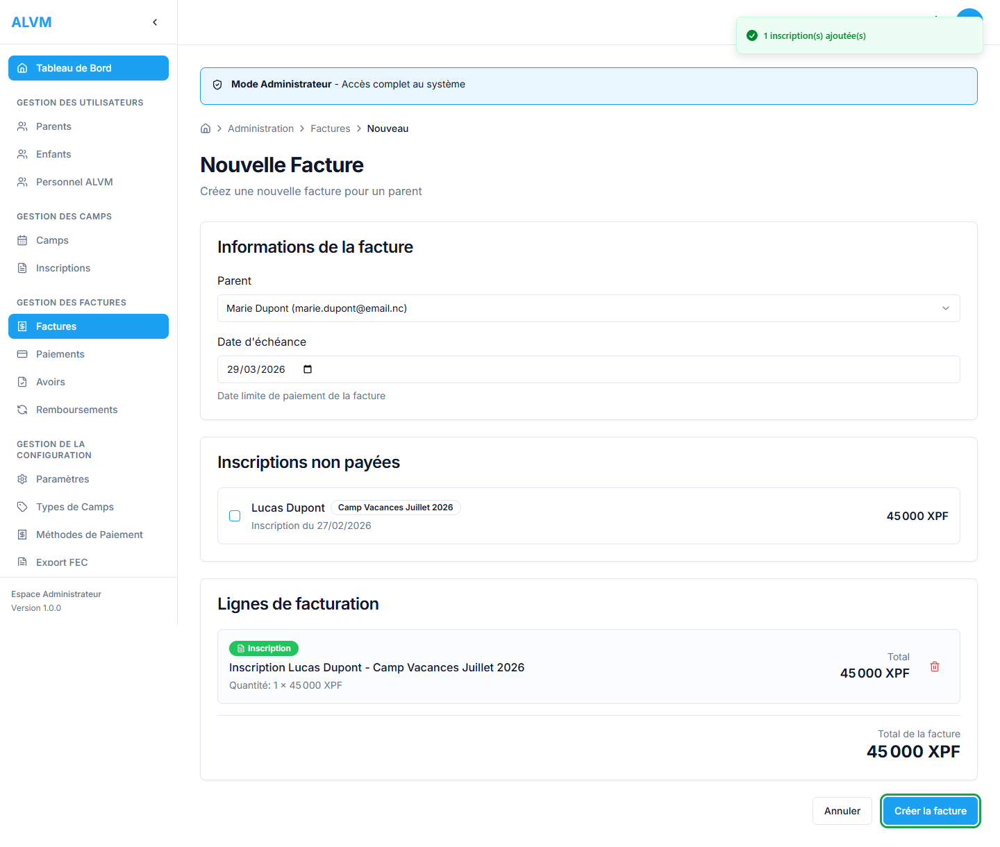 ALVM
1 inscription(s) ajoutée(s)
Tableau de Bord
GESTION DES UTILISATEURS
Parents
Enfants
Personnel ALVM
GESTION DES CAMPS
Camps
Inscriptions
GESTION DES FACTURES
Factures
Paiements
Avoirs
Remboursements
GESTION DE LA
CONFIGURATION
Paramètres
Types de Camps
Méthodes de Paiement
Export FEC
Espace Administrateur
Version 1.0.0
Mode Administrateur - Accès complet au système
Administration > Factures > Nouveau
Nouvelle Facture
Créez une nouvelle facture pour un parent
Informations de la facture
Parent
Marie Dupont (marie.dupont@email.nc)
Date d'échéance
29/03/2026
Date limite de paiement de la facture
Inscriptions non payées
Lucas Dupont Camp Vacances Juillet 2026
Inscription du 27/02/2026
45 000 XPF
Lignes de facturation
Inscription
Inscription Lucas Dupont - Camp Vacances Juillet 2026
Quantité: 1 × 45 000 XPF
Total
45 000 XPF
Total de la facture
45 000 XPF
Annuler
Créer la facture